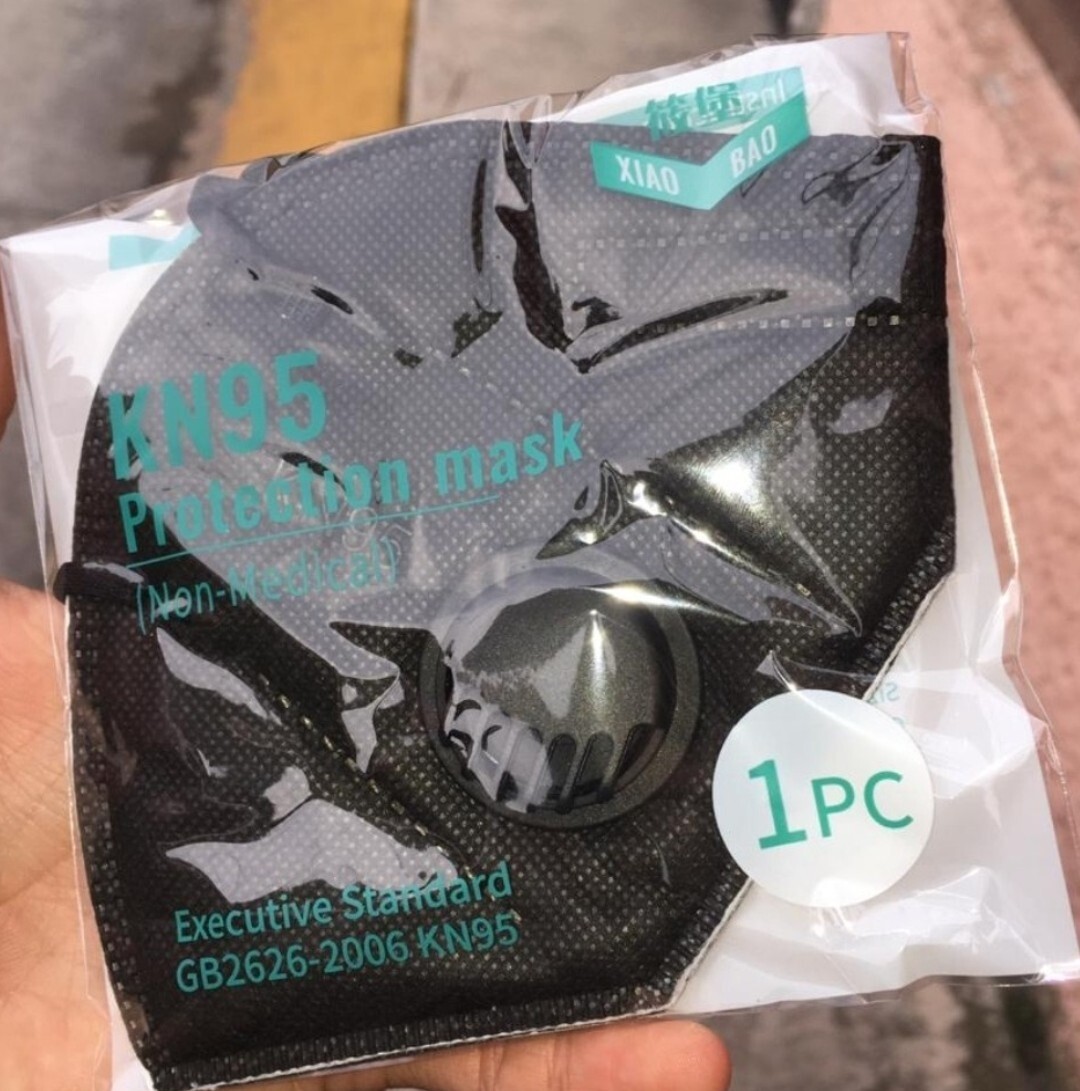 XIAO BAO
KN95
Protection mask
(Non-Medical)
1PC
Executive Standard
GB2626-2006 KN95